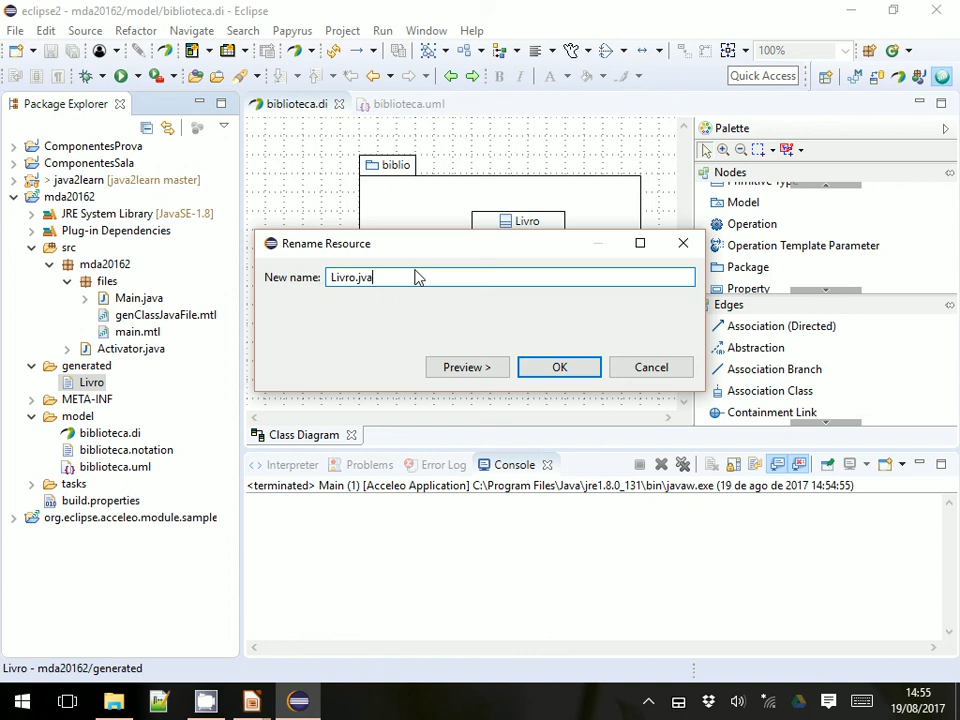 eclipse2 - mda20162/model/biblioteca.di - Eclipse
File Edit Source Refactor Navigate Search Papyrus Project Run Window Help
100%
B I A
Quick Access
Package Explorer
biblioteca.di
biblioteca.uml
ComponentesProva
ComponentesSala
> java2learn [java2learn master]
mda20162
JRE System Library [JavaSE-1.8]
Plug-in Dependencies
src
mda20162
files
Main.java
genClassJavaFile.mtl
main.mtl
Activator.java
generated
Livro
META-INF
model
biblioteca.di
biblioteca.notation
biblioteca.uml
tasks
build.properties
org.eclipse.acceleo.module.sample
biblio
Livro
Rename Resource
New name: Livro.jva
Preview > OK Cancel
Class Diagram
Palette
Nodes
Primitive Type
Model
Operation
Operation Template Parameter
Package
Property
Edges
Association (Directed)
Abstraction
Association Branch
Association Class
Containment Link
Interpreter Problems Error Log Console
<terminated> Main (1) [Acceleo Application] C:\Program Files\Java\jre1.8.0_131\bin\javaw.exe (19 de ago de 2017 14:54:55)
Livro - mda20162/generated
14:55
19/08/2017